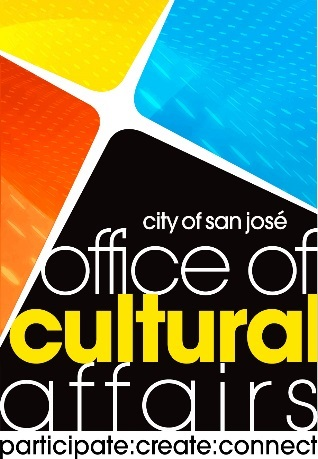 city of san josé
office of
cultural
affairs
participate:create:connect